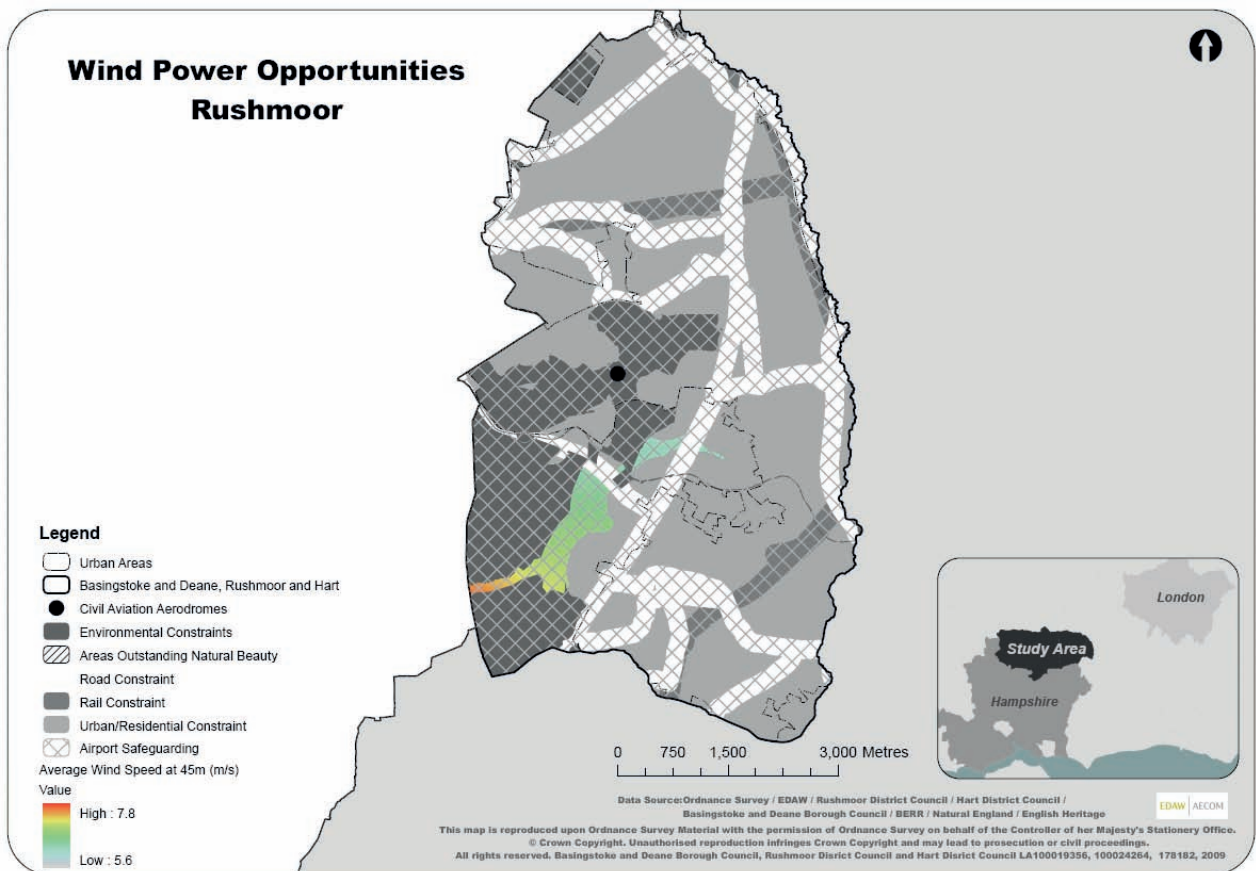 Wind Power Opportunities
Rushmoor
Legend
Urban Areas
Basingstoke and Deane, Rushmoor and Hart
Civil Aviation Aerodromes
Environmental Constraints
Areas Outstanding Natural Beauty
Road Constraint
Rail Constraint
Urban/Residential Constraint
Airport Safeguarding
Average Wind Speed at 45m (m/s)
Value
High : 7.8
Low : 5.6
0 750 1,500 3,000 Metres
London
Study Area
Hampshire
Data Source:Ordnance Survey / EDAW / Rushmoor District Council / Hart District Council /
Basingstoke and Deane Borough Council / BERR / Natural England / English Heritage
EDAW AECOM
This map is reproduced upon Ordnance Survey Material with the permission of Ordnance Survey on behalf of the Controller of her Majesty's Stationery Office.
© Crown Copyright. Unauthorised reproduction infringes Crown Copyright and may lead to prosecution or civil proceedings.
All rights reserved. Basingstoke and Deane Borough Council, Rushmoor Disrict Council and Hart Disrict Council LA100019356, 100024264, 178182, 2009